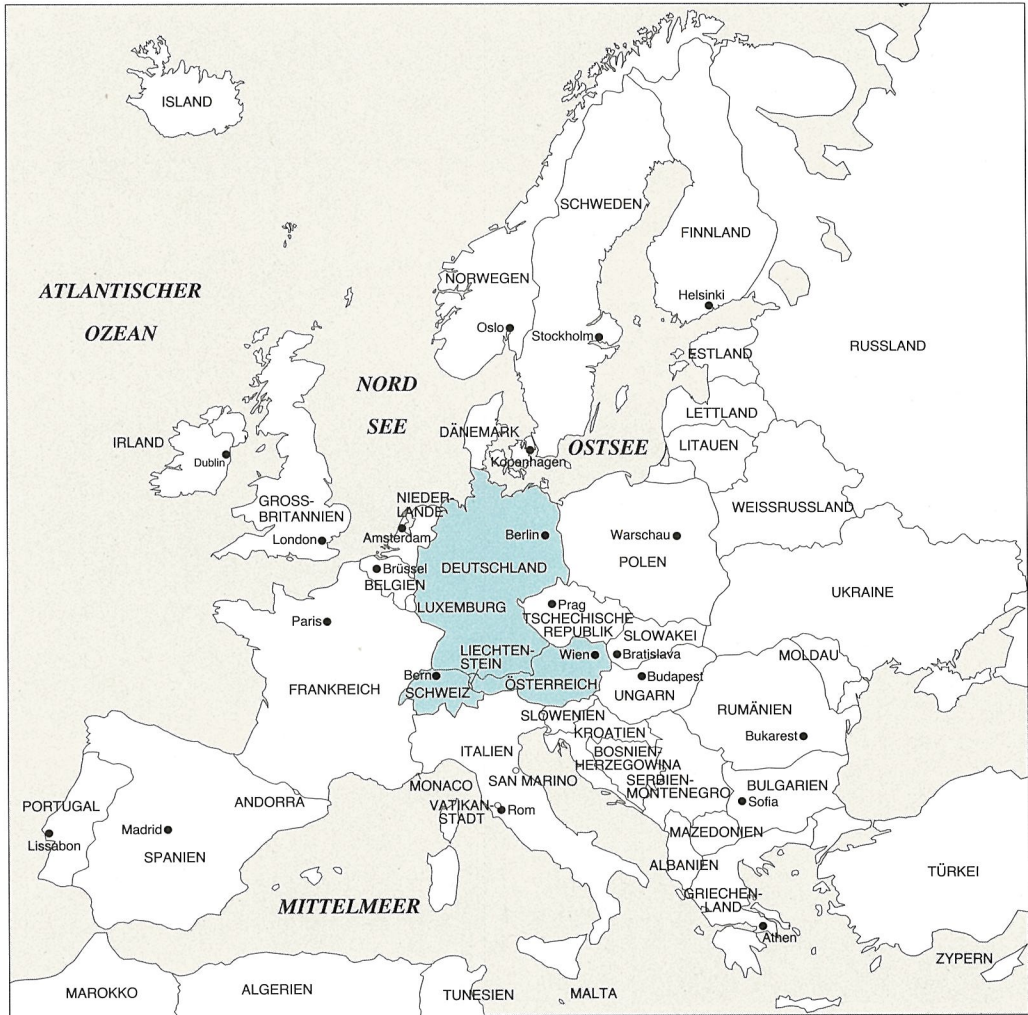 ISLAND
SCHWEDEN
FINNLAND
NORWEGEN
ATLANTISCHER
OZEAN
Helsinki
Oslo
Stockholm
RUSSLAND
ESTLAND
NORD
SEE
LETTLAND
DÄNEMARK
IRLAND
OSTSEE
LITAUEN
Dublin
Kopenhagen
GROSS-
BRITANNIEN
NIEDER-
LANDE
WEISSRUSSLAND
London
Amsterdam
Berlin
Warschau
POLEN
Brüssel
BELGIEN
DEUTSCHLAND
UKRAINE
LUXEMBURG
Prag
TSCHECHISCHE
REPUBLIK
Paris
SLOWAKEI
LIECHTEN-
STEIN
Wien
Bratislava
MOLDAU
Bern
SCHWEIZ
ÖSTERREICH
Budapest
UNGARN
FRANKREICH
RUMÄNIEN
SLOWENIEN
KROATIEN
Bukarest
ITALIEN
BOSNIEN-
HERZEGOWINA
SAN MARINO
SERBIEN-
MONTENEGRO
MONACO
BULGARIEN
Sofia
ANDORRA
VATIKAN-
STADT
Rom
PORTUGAL
Lissabon
Madrid
SPANIEN
MAZEDONIEN
ALBANIEN
TÜRKEI
GRIECHEN-
LAND
MITTELMEER
Athen
ZYPERN
MAROKKO
ALGERIEN
TUNESIEN
MALTA